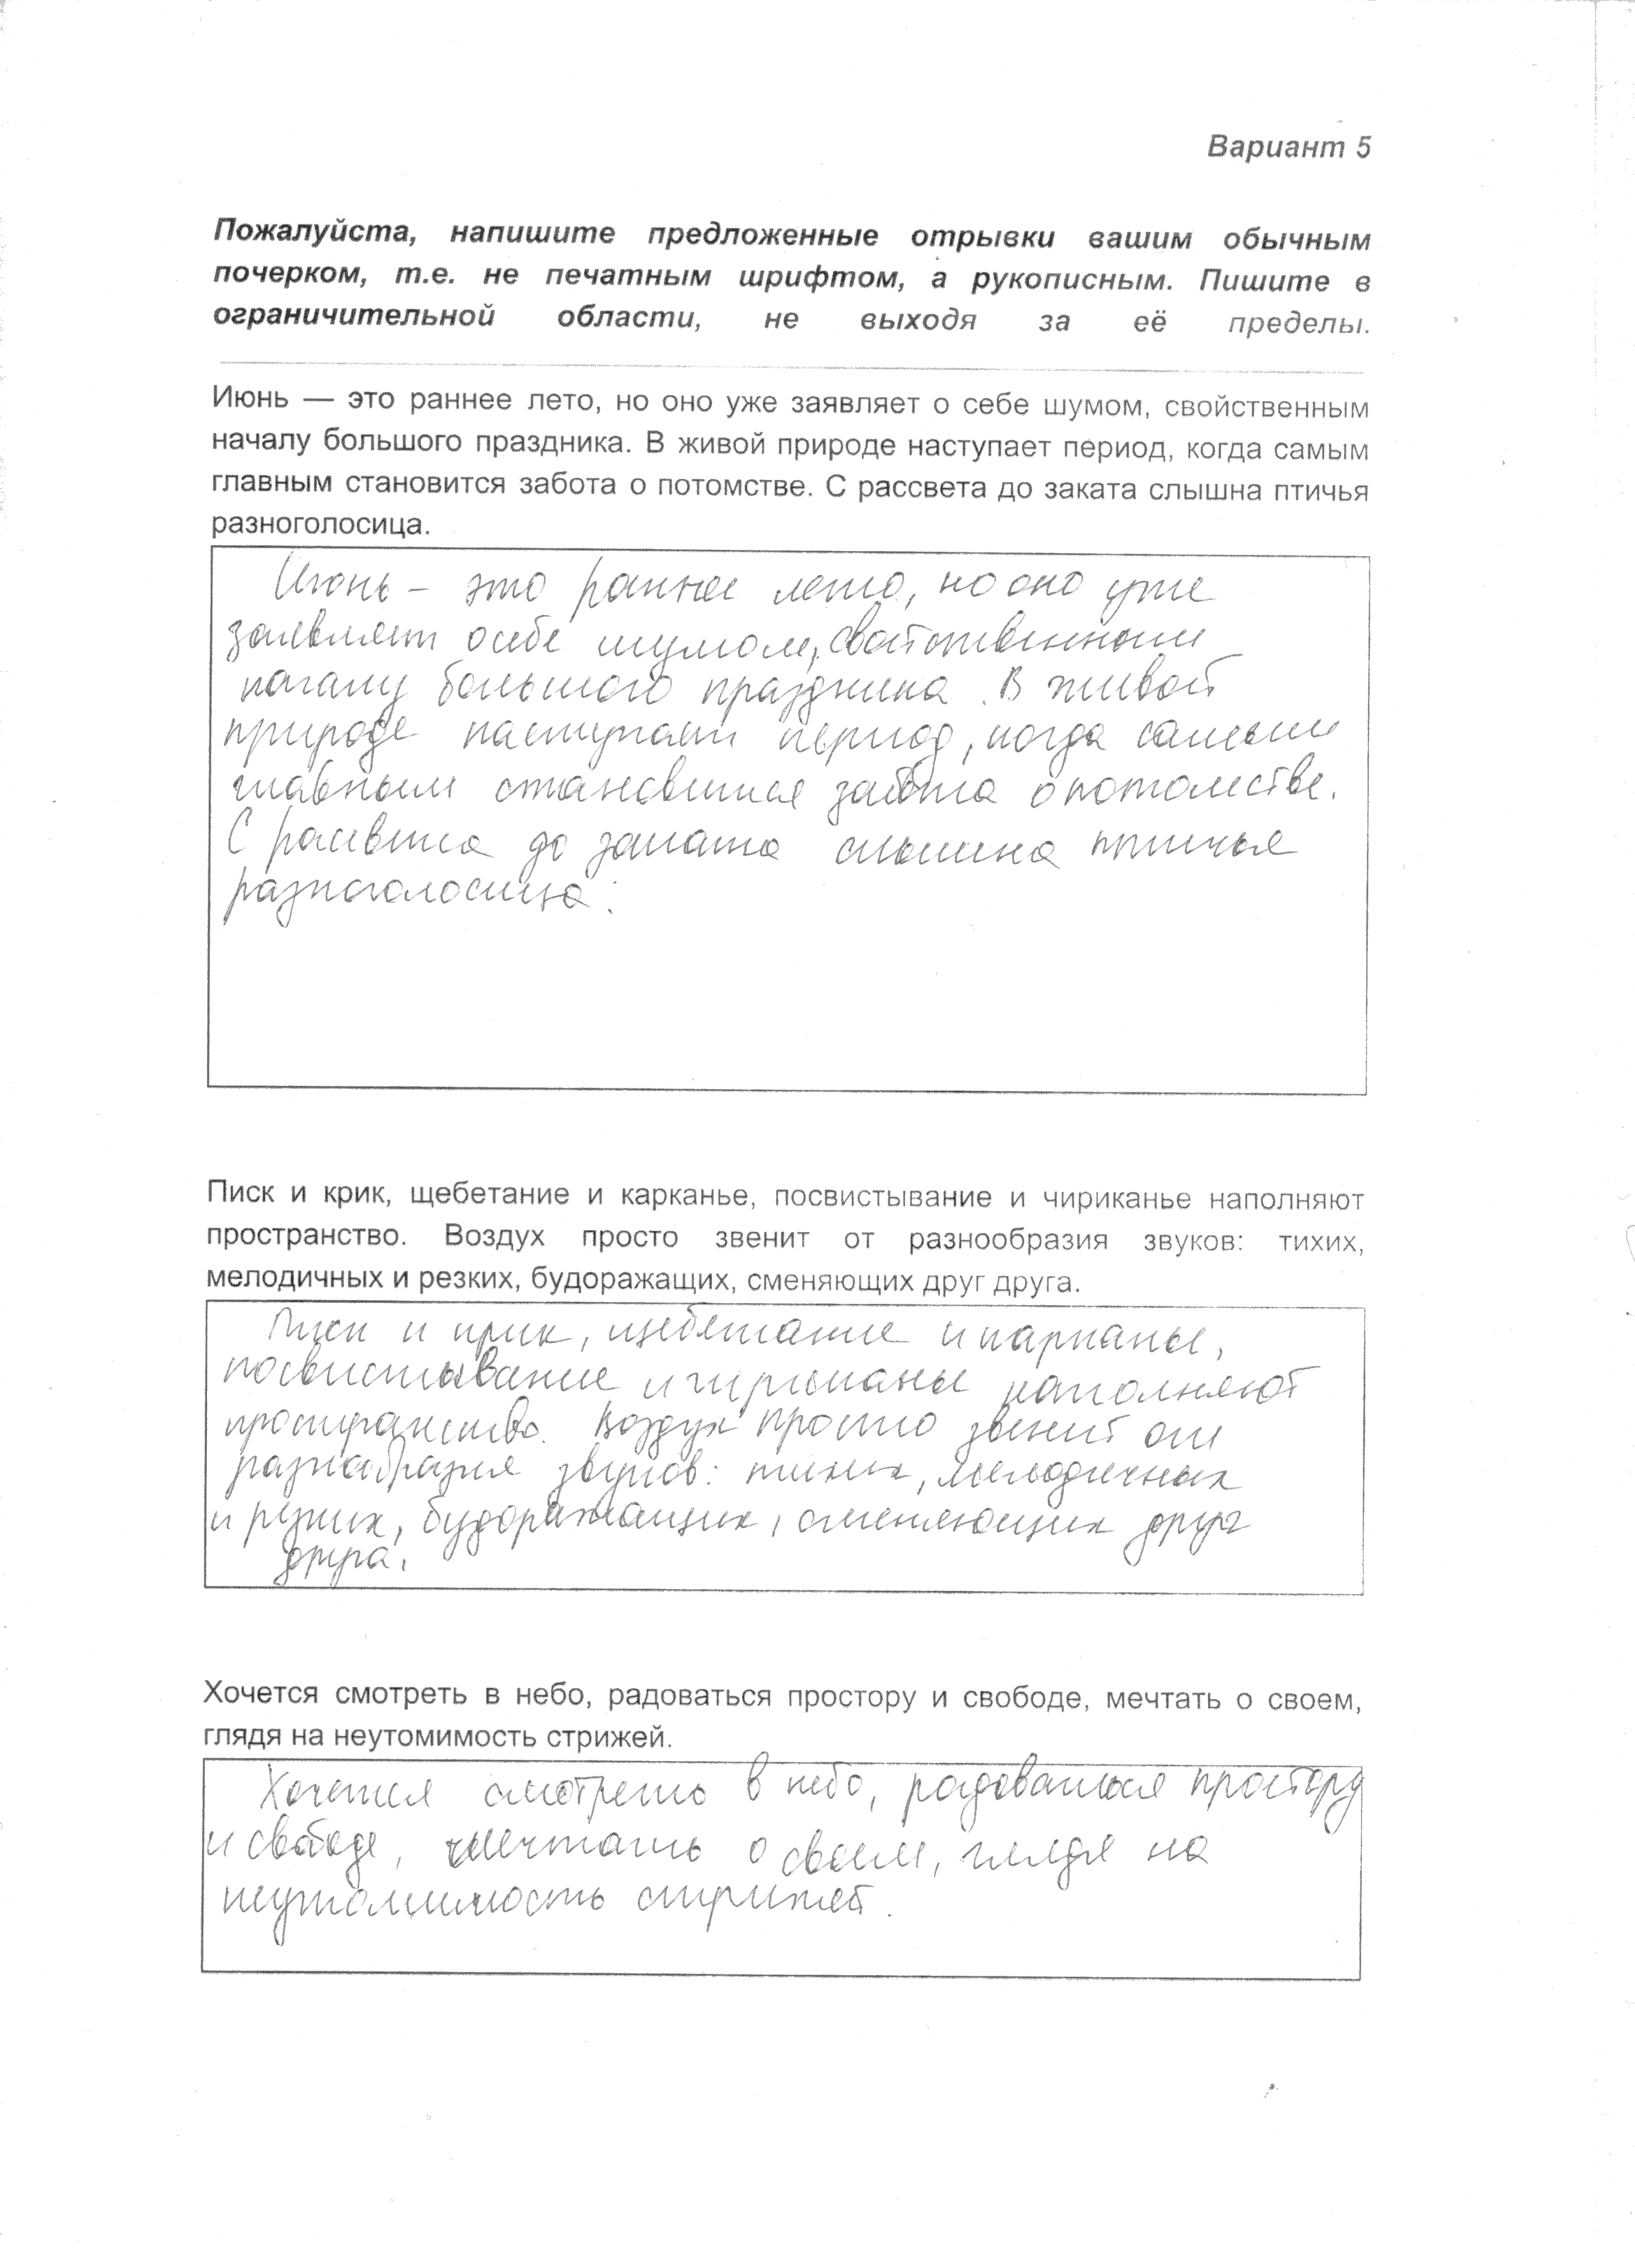 Вариант 5
Пожалуйста, напишите предложенные отрывки вашим обычным
почерком, т.е. не печатным шрифтом, а рукописным. Пишите в
ограничительной области, не выходя за её пределы.
Июнь — это раннее лето, но оно уже заявляет о себе шумом, свойственным
началу большого праздника. В живой природе наступает период, когда самым
главным становится забота о потомстве. С рассвета до заката слышна птичья
разноголосица.
Июнь – это раннее лето, но оно уже
заявляет о себе шумом, свойственным
началу большого праздника. В живой
природе наступает период, когда самым
главным становится забота о потомстве.
С рассвета до заката слышна птичья
разноголосица.
Писк и крик, щебетание и карканье, посвистывание и чириканье наполняют
пространство. Воздух просто звенит от разнообразия звуков: тихих,
мелодичных и резких, будоражащих, сменяющих друг друга.
Писк и крик, щебетание и карканье,
посвистывание и чириканье наполняют
пространство. Воздух просто звенит от
разнообразия звуков: тихих, мелодичных
и резких, будоражащих, сменяющих друг
друга.
Хочется смотреть в небо, радоваться простору и свободе, мечтать о своем,
глядя на неутомимость стрижей.
Хочется смотреть в небо, радоваться простору
и свободе, мечтать о своем, глядя на
неутомимость стрижей.